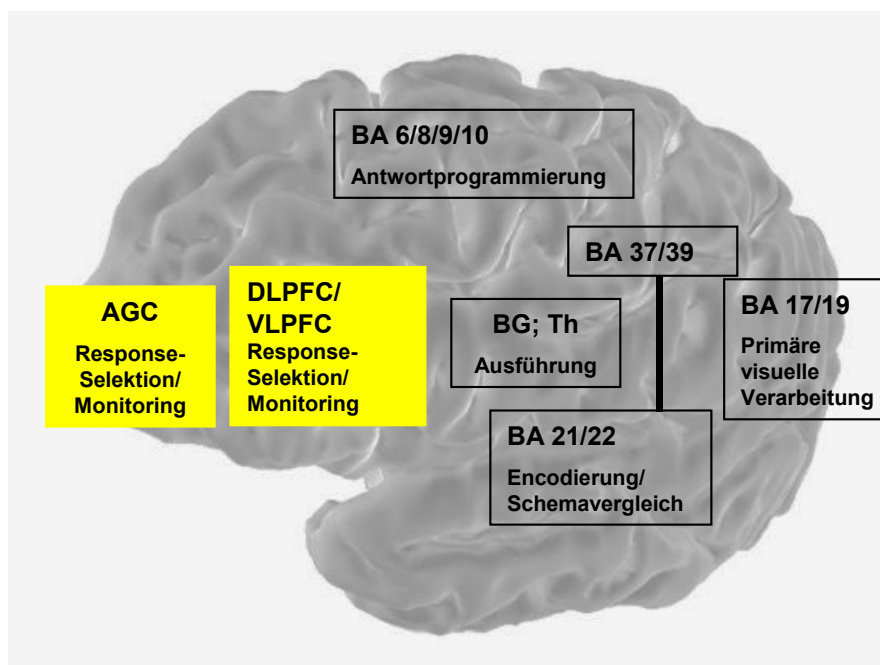 BA 6/8/9/10
Antwortprogrammierung
BA 37/39
AGC
Response-
Selektion/
Monitoring
DLPFC/
VLPFC
Response-
Selektion/
Monitoring
BG; Th
Ausführung
BA 17/19
Primäre
visuelle
Verarbeitung
BA 21/22
Encodierung/
Schemavergleich